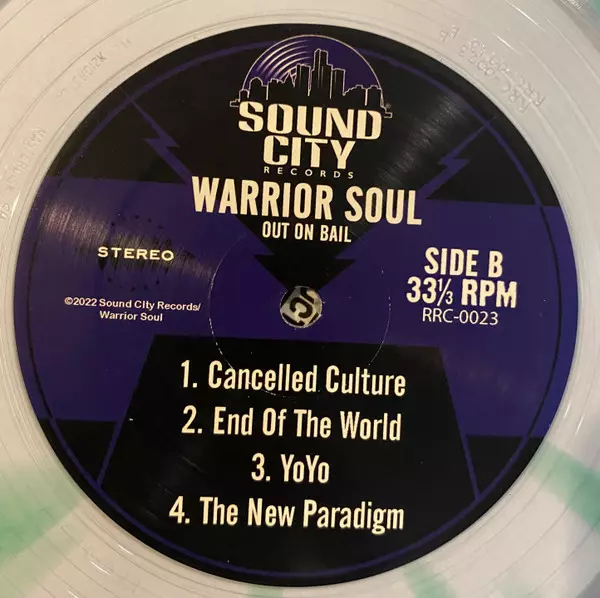 SOUND
CITY
RECORDS
WARRIOR SOUL
OUT ON BAIL
STEREO
SIDE B
33⅓ RPM
RRC-0023
©2022 Sound City Records/
Warrior Soul
1. Cancelled Culture
2. End Of The World
3. YoYo
4. The New Paradigm